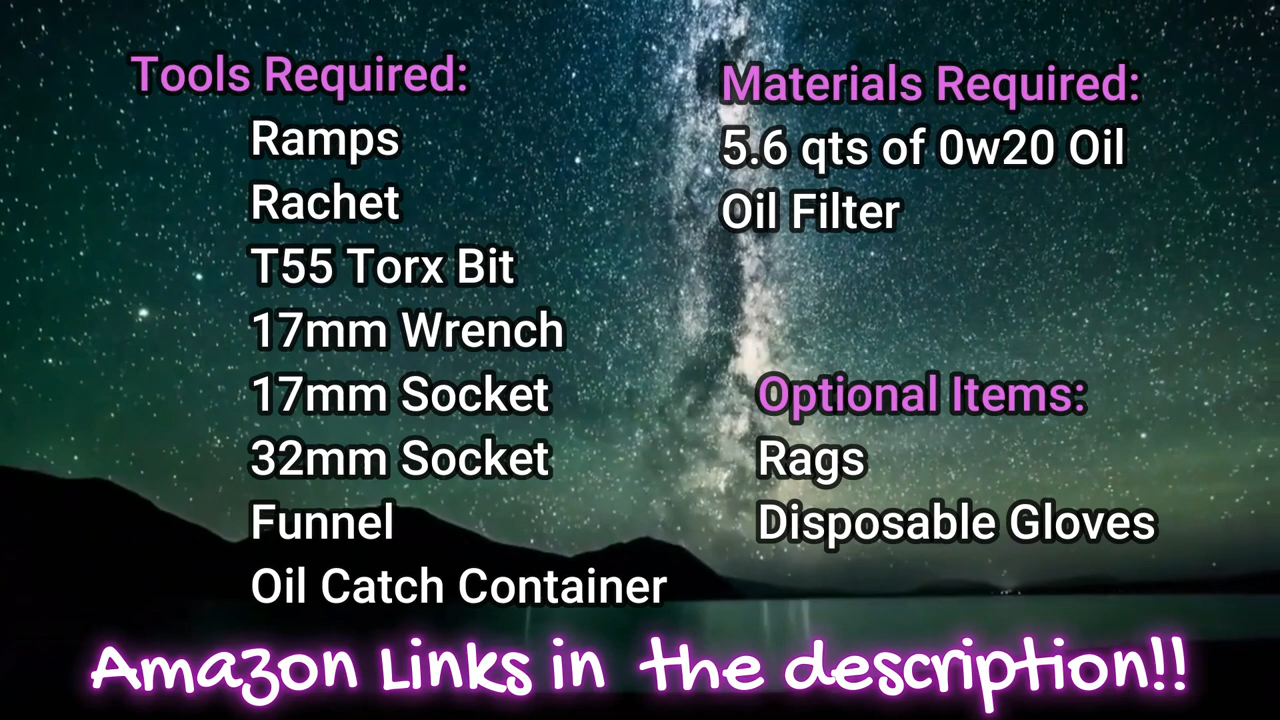 Tools Required:
Ramps
Rachet
T55 Torx Bit
17mm Wrench
17mm Socket
32mm Socket
Funnel
Oil Catch Container
Materials Required:
5.6 qts of 0w20 Oil
Oil Filter
Optional Items:
Rags
Disposable Gloves
Amazon Links in the description!!